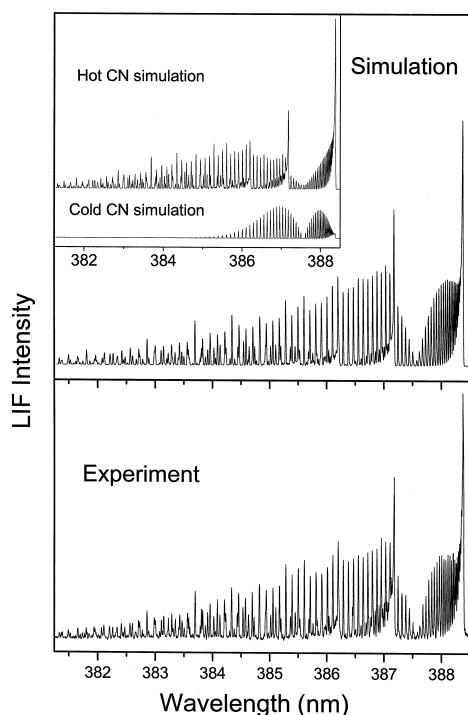 Hot CN simulation
Simulation
Cold CN simulation
382 384 386 388
LIF Intensity
Experiment
382 383 384 385 386 387 388
Wavelength (nm)